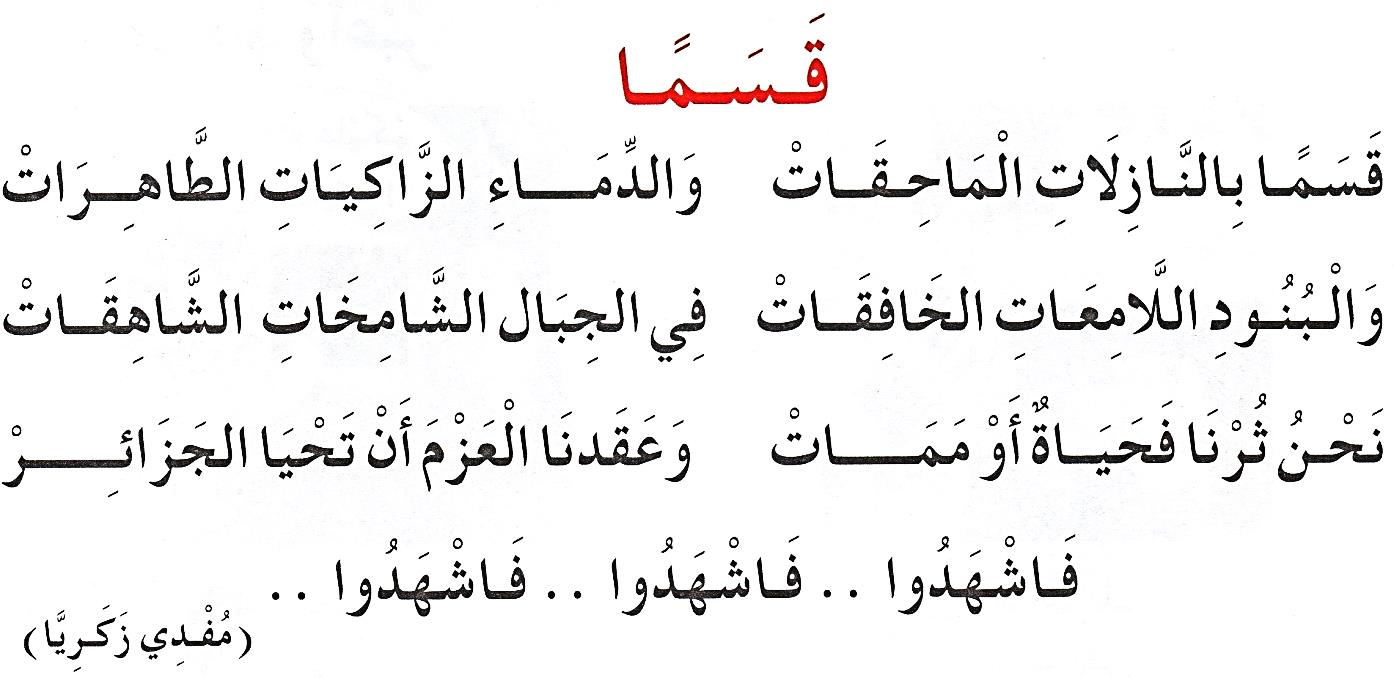 قَسَمًا
قَسَمًا بِالنَّازِلَاتِ الْمَاحِقَاتْ وَالدِّمَاءِ الزَّاكِيَاتِ الطَّاهِرَاتْ
وَالْبُنُودِ اللَّامِعَاتِ الخَافِقَاتْ فِي الجِبَال الشَّامِخَاتِ الشَّاهِقَاتْ
نَحْنُ ثُرْنَا فَحَيَاةٌ أَوْ مَمَاتْ وَعَقَدنَا الْعَزْمَ أَنْ تَحْيَا الجَزَائِرْ
فَاشْهَدُوا .. فَاشْهَدُوا .. فَاشْهَدُوا ..
(مُفْدِي زَكَرِيَّا)